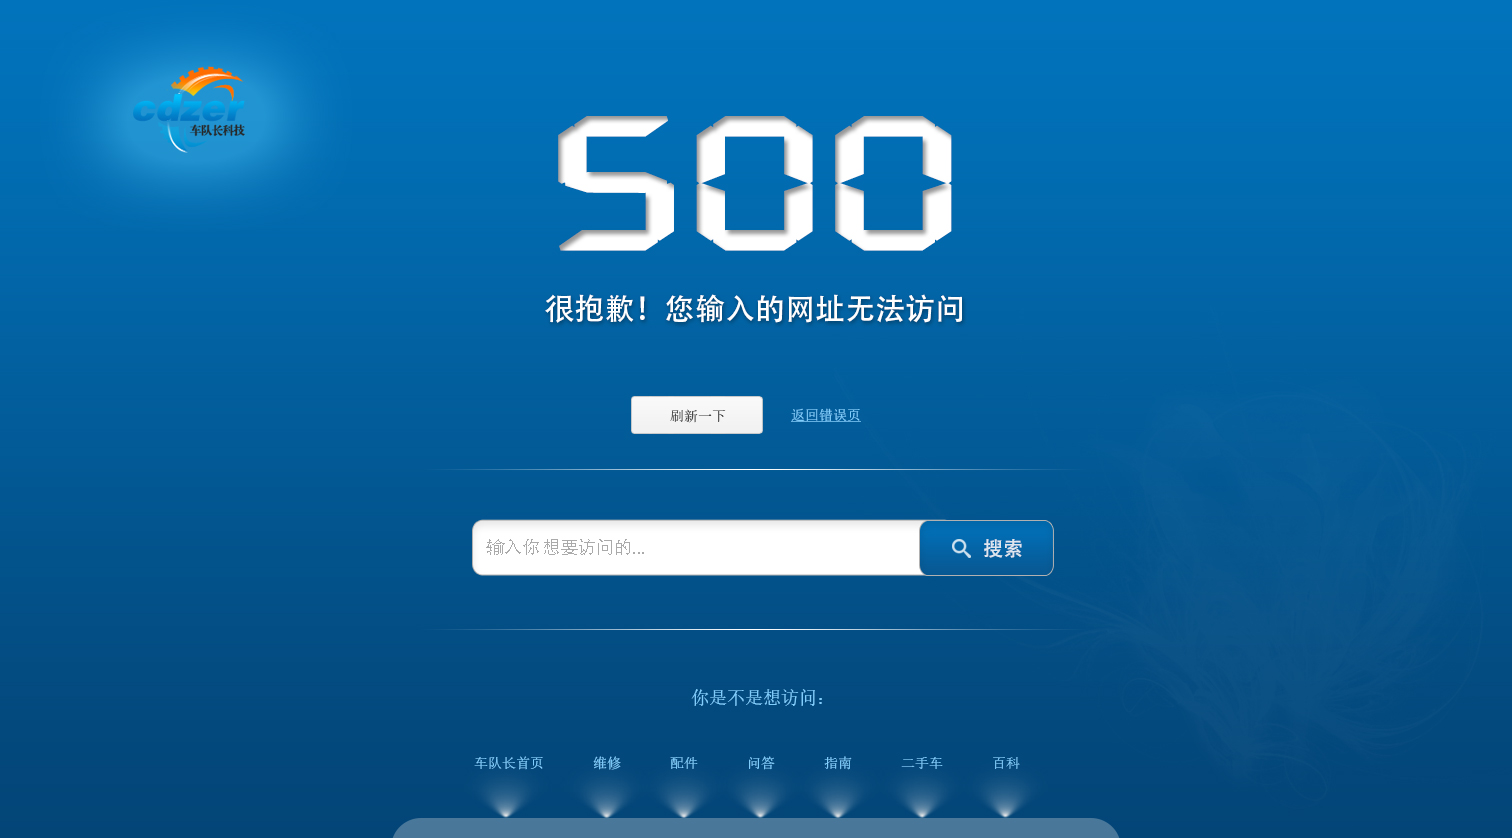 cdzer
车队长科技
500
很抱歉！您输入的网址无法访问
刷新一下 返回错误页
输入你想要访问的...
搜索
你是不是想访问：
车队长首页 维修 配件 问答 指南 二手车 百科